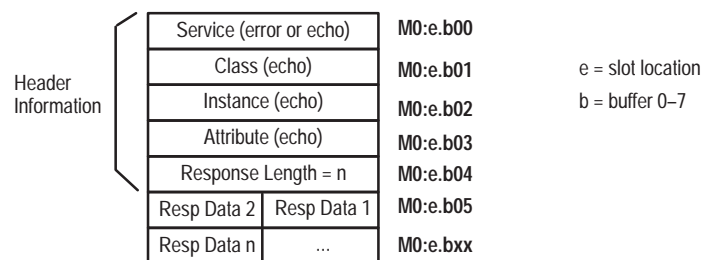 Service (error or echo) M0:e.b00
Class (echo) M0:e.b01 e = slot location
Header
Information
Instance (echo) M0:e.b02 b = buffer 0–7
Attribute (echo) M0:e.b03
Response Length = n M0:e.b04
Resp Data 2 Resp Data 1 M0:e.b05
Resp Data n ... M0:e.bxx